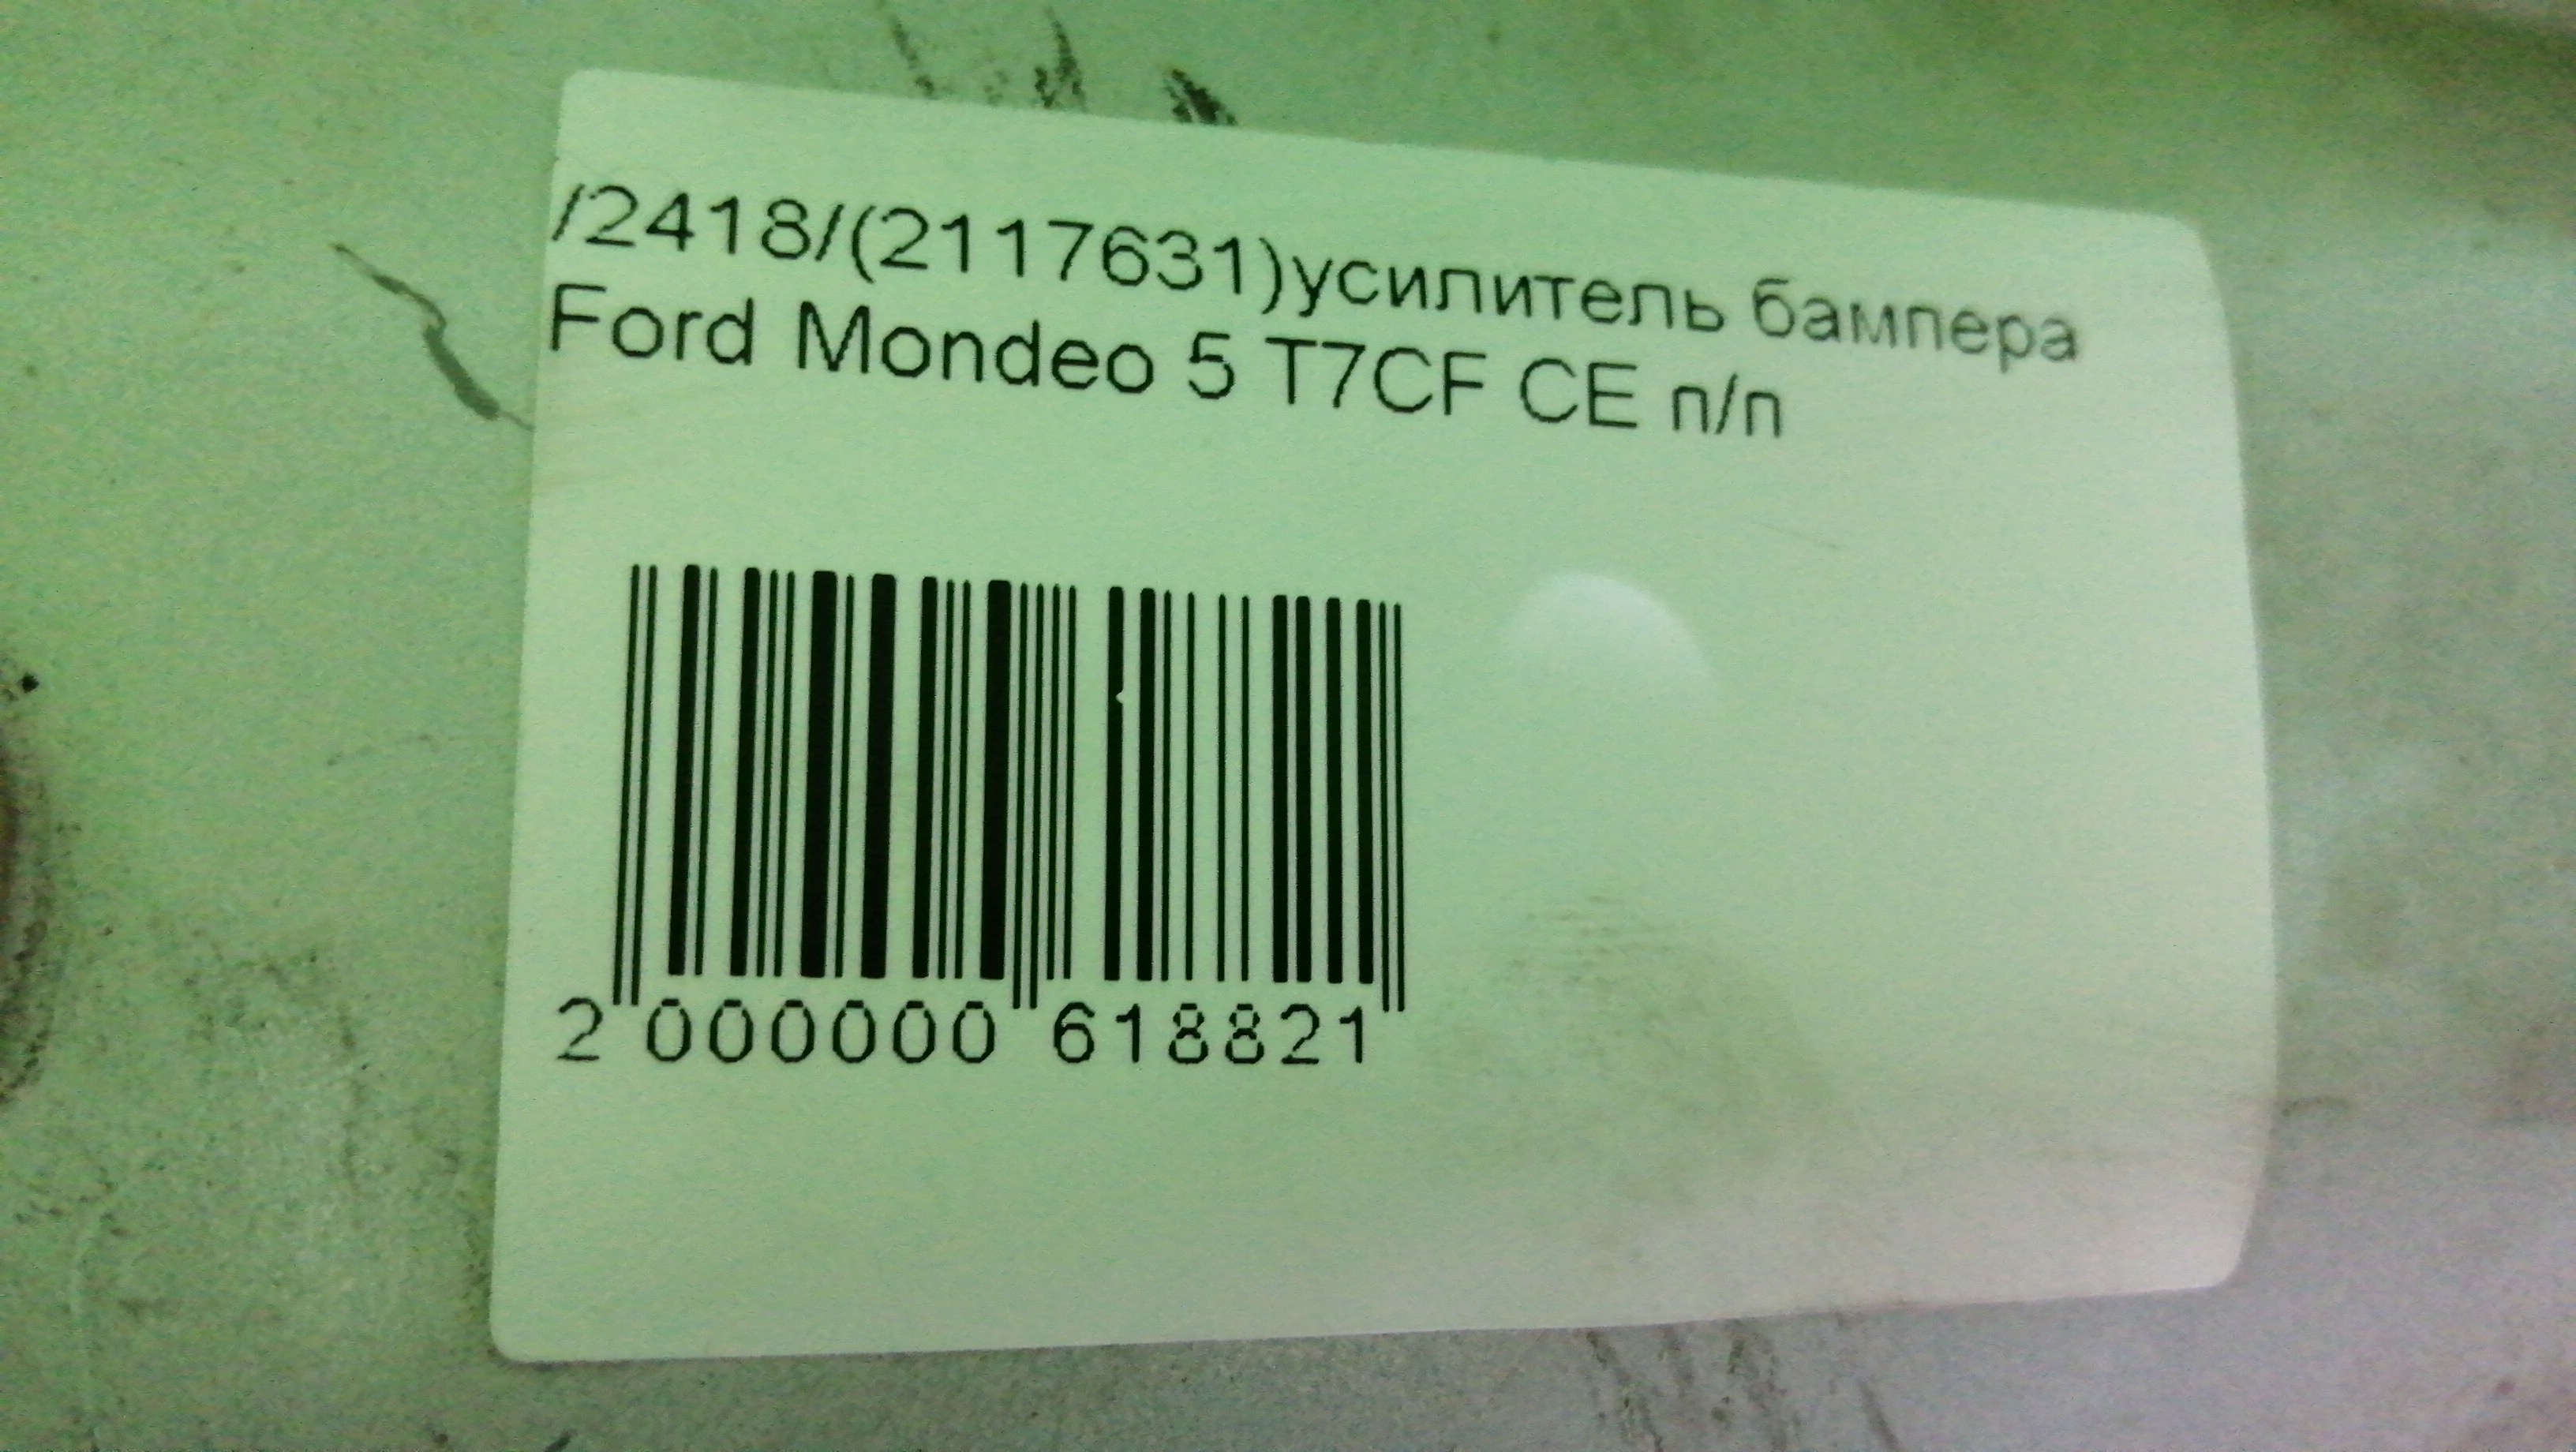 /2418/(2117631)усилитель бампера
Ford Mondeo 5 T7CF CE п/п
2 000000 618821